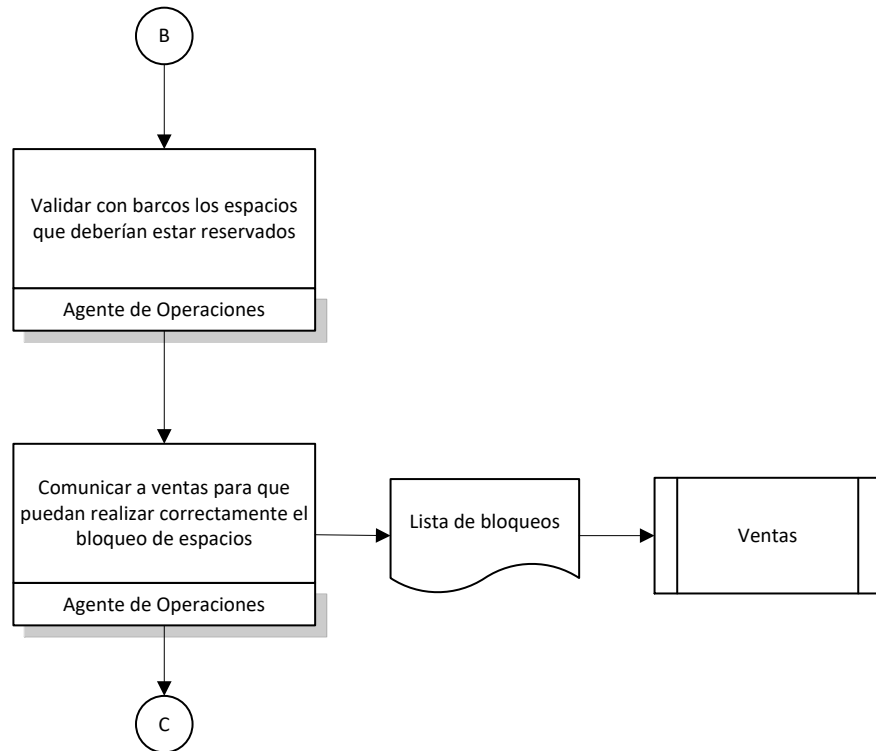 B
Validar con barcos los espacios
que deberían estar reservados
Agente de Operaciones
Comunicar a ventas para que
puedan realizar correctamente el
bloqueo de espacios
Agente de Operaciones
Lista de bloqueos
Ventas
C